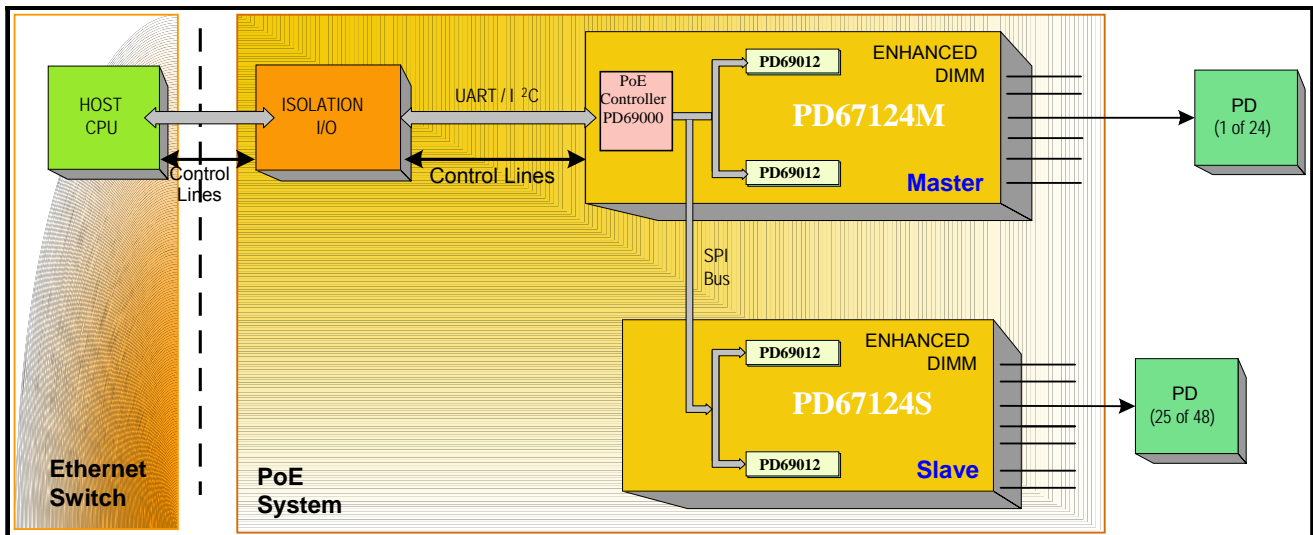 HOST
CPU
Control
Lines
Ethernet
Switch
ISOLATION
I/O
UART / I ²C
Control Lines
PoE
Controller
PD69000
PD69012
ENHANCED
DIMM
PD67124M
PD69012
Master
PD
(1 of 24)
SPI
Bus
PD69012
ENHANCED
DIMM
PD67124S
PD69012
Slave
PD
(25 of 48)
PoE
System